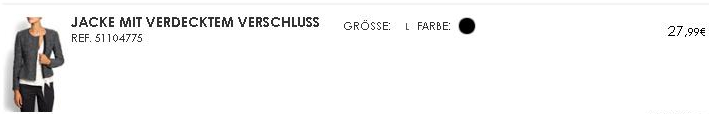 JACKE MIT VERDECKTEM VERSCHLUSS
REF. 51104775
GRÖSSE: L FARBE:
27,99€